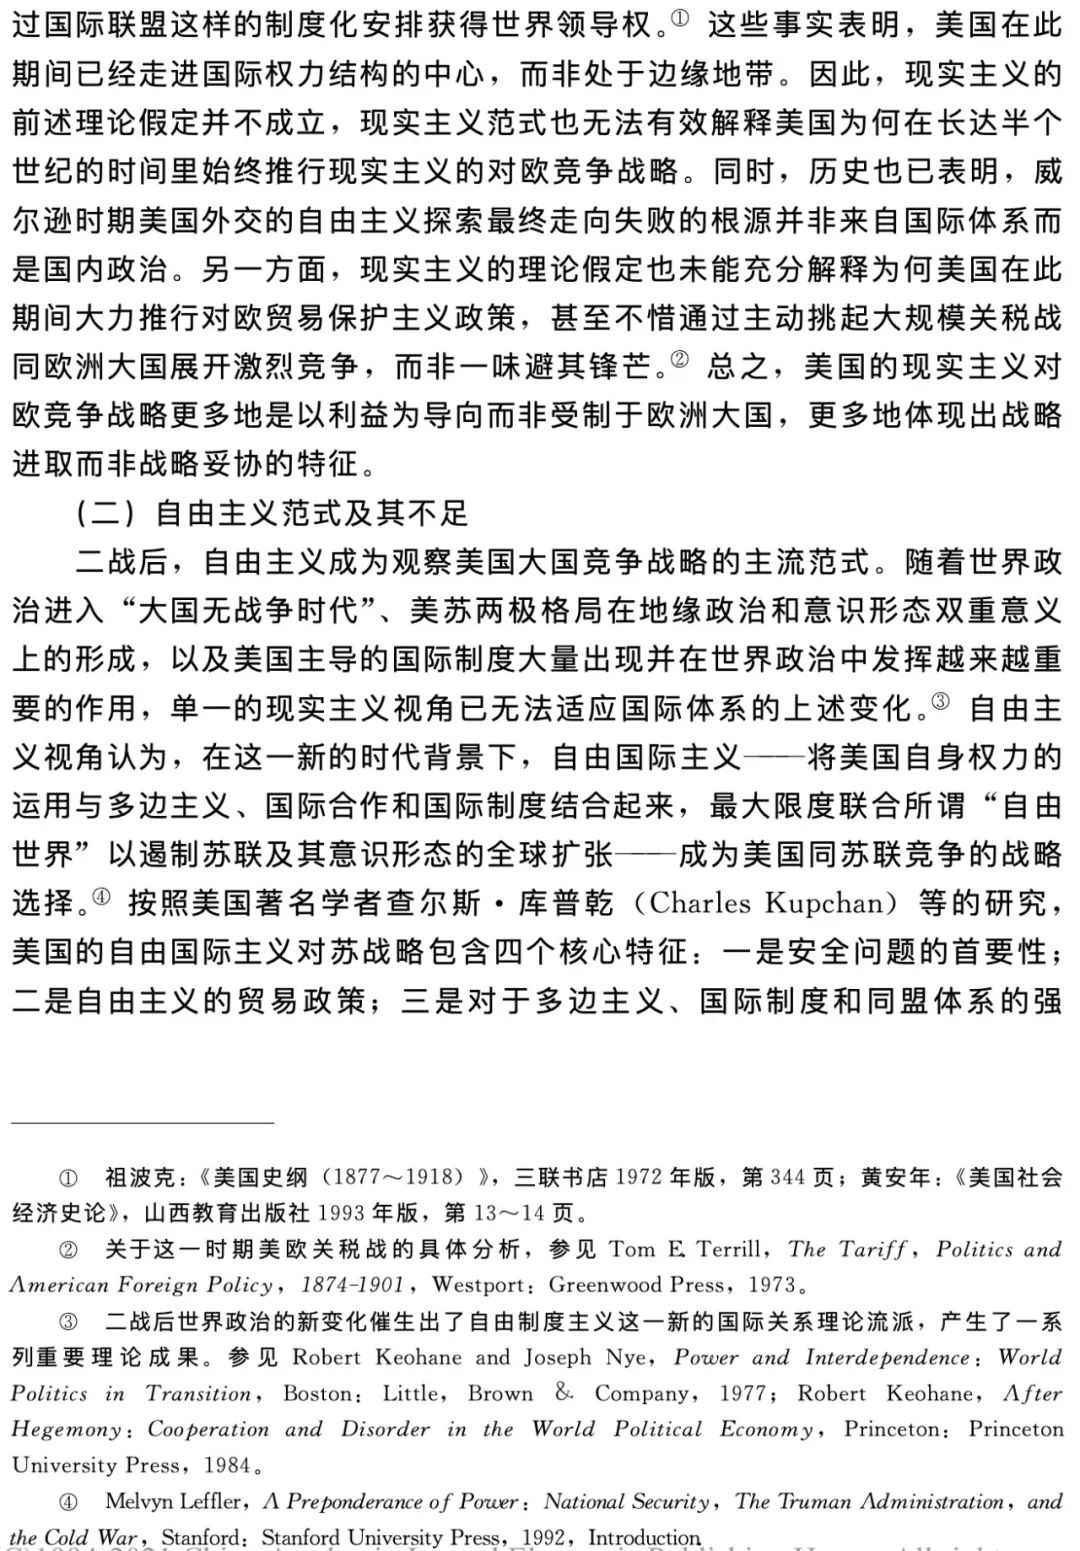 过国际联盟这样的制度化安排获得世界领导权。① 这些事实表明，美国在此
期间已经走进国际权力结构的中心，而非处于边缘地带。因此，现实主义的
前述理论假定并不成立，现实主义范式也无法有效解释美国为何在长达半个
世纪的时间里始终推行现实主义的对欧竞争战略。同时，历史也已表明，威
尔逊时期美国外交的自由主义探索最终走向失败的根源并非来自国际体系而
是国内政治。另一方面，现实主义的理论假定也未能充分解释为何美国在此
期间大力推行对欧贸易保护主义政策，甚至不惜通过主动挑起大规模关税战
同欧洲大国展开激烈竞争，而非一味避其锋芒。② 总之，美国的现实主义对
欧竞争战略更多地是以利益为导向而非受制于欧洲大国，更多地体现出战略
进取而非战略妥协的特征。
（二）自由主义范式及其不足
二战后，自由主义成为观察美国大国竞争战略的主流范式。随着世界政
治进入“大国无战争时代”、美苏两极格局在地缘政治和意识形态双重意义
上的形成，以及美国主导的国际制度大量出现并在世界政治中发挥越来越重
要的作用，单一的现实主义视角已无法适应国际体系的上述变化。③ 自由主
义视角认为，在这一新的时代背景下，自由国际主义——将美国自身权力的
运用与多边主义、国际合作和国际制度结合起来，最大限度联合所谓“自由
世界”以遏制苏联及其意识形态的全球扩张——成为美国同苏联竞争的战略
选择。④ 按照美国著名学者查尔斯·库普乾（Charles Kupchan）等的研究，
美国的自由国际主义对苏战略包含四个核心特征：一是安全问题的首要性；
二是自由主义的贸易政策；三是对于多边主义、国际制度和同盟体系的强
① 祖波克：《美国史纲（1877～1918）》，三联书店 1972 年版，第 344 页；黄安年：《美国社会
经济史论》，山西教育出版社 1993 年版，第 13～14 页。
② 关于这一时期美欧关税战的具体分析，参见 Tom E. Terrill, The Tariff, Politics and
American Foreign Policy, 1874-1901, Westport: Greenwood Press, 1973。
③ 二战后世界政治的新变化催生出了自由制度主义这一新的国际关系理论流派，产生了一系
列重要理论成果。参见 Robert Keohane and Joseph Nye, Power and Interdependence: World
Politics in Transition, Boston: Little, Brown & Company, 1977; Robert Keohane, After
Hegemony: Cooperation and Disorder in the World Political Economy, Princeton: Princeton
University Press, 1984。
④ Melvyn Leffler, A Preponderance of Power: National Security, The Truman Administration, and
the Cold War, Stanford: Stanford University Press, 1992, Introduction.